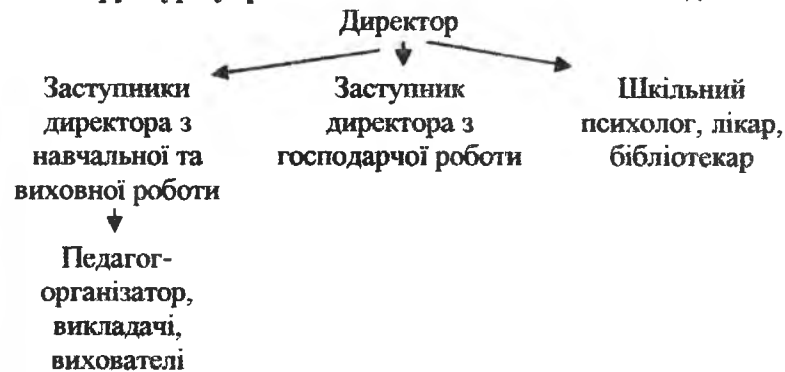 Директор
Заступники
директора з
навчальної та
виховної роботи
Заступник
директора з
господарчої роботи
Шкільний
психолог, лікар,
бібліотекар
Педагог-
організатор,
викладачі,
вихователі